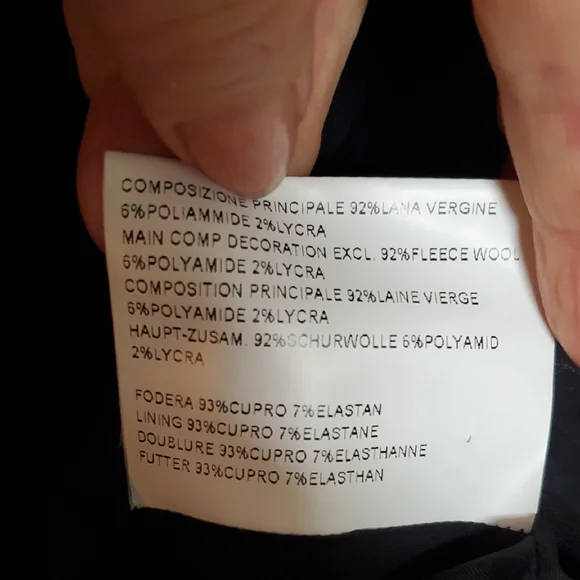 COMPOSIZIONE PRINCIPALE 92%LANA VERGINE
6%POLIAMMIDE 2%LYCRA
MAIN COMP DECORATION EXCL. 92%FLEECE WOOL
6%POLYAMIDE 2%LYCRA
COMPOSITION PRINCIPALE 92%LAINE VIERGE
6%POLYAMIDE 2%LYCRA
HAUPT-ZUSAM. 92%SCHURWOLLE 6%POLYAMID
2%LYCRA
FODERA 93%CUPRO 7%ELASTAN
LINING 93%CUPRO 7%ELASTANE
DOUBLURE 93%CUPRO 7%ELASTHANNE
FUTTER 93%CUPRO 7%ELASTHAN